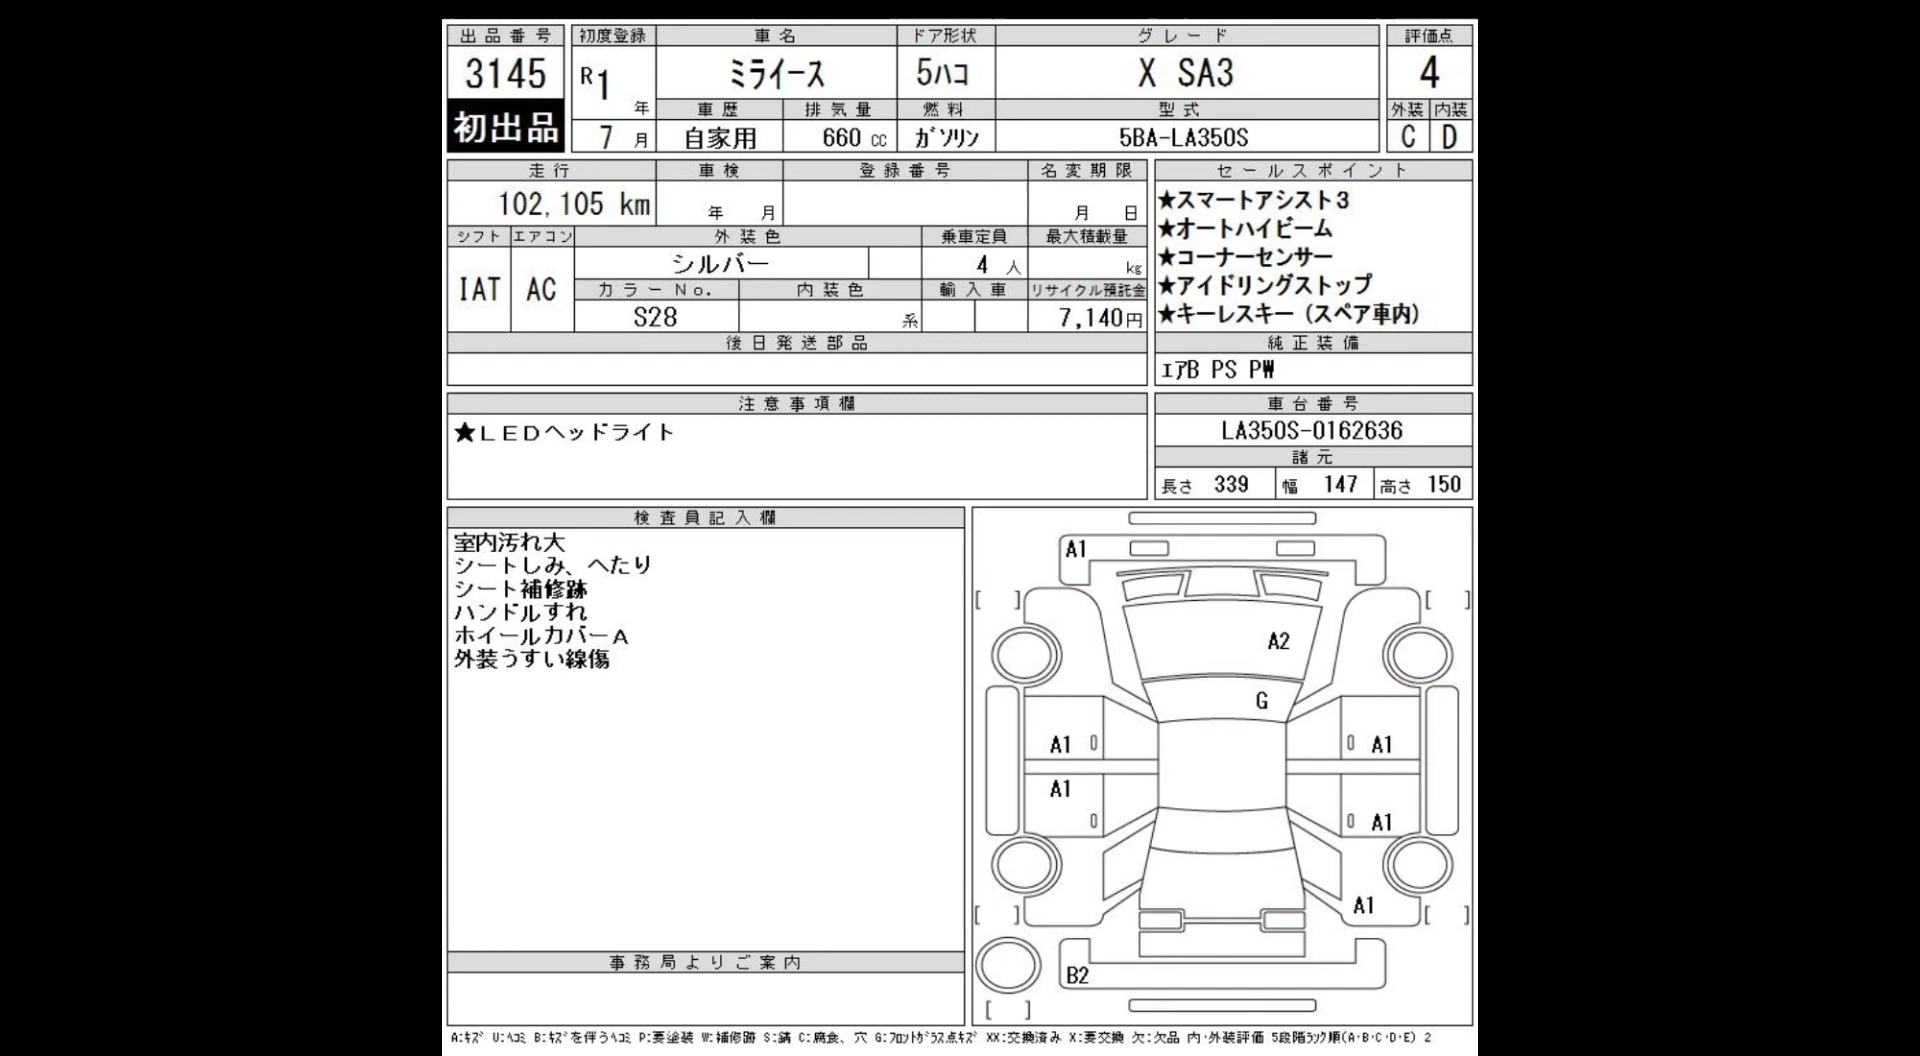 出品番号 初度登録 車名 ドア形状 グレード 評価点
3145 R1年 ミライース 5ハコ X SA3 4
車歴 排気量 燃料 型式 外装 内装
初出品 7月 自家用 660cc ガソリン 5BA-LA350S C D
走行 車検 登録番号 名変期限 セールスポイント
102,105 km 年 月 月 日
★スマートアシスト3
★オートハイビーム
★コーナーセンサー
★アイドリングストップ
★キーレスキー(スペア車内)
シフト エアコン 外装色 乗車定員 最大積載量
IAT AC シルバー 4人 kg
カラーNo. 内装色 輸入車 リサイクル預託金
S28 系 7,140円
後日発送部品 純正装備
エアB PS PW
注意事項欄 車台番号
★LEDヘッドライト LA350S-0162636
諸元
長さ 339 幅 147 高さ 150
検査員記入欄
室内汚れ大
シートしみ、へたり
シート補修跡
ハンドルすれ
ホイールカバーA
外装うすい線傷
事務局よりご案内
A1
[ ] [ ]
A2
G
A1 A1
A1
A1
A1
[ ] [ ]
B2
[ ]
A:キズ U:ヘコミ B:キズを伴うヘコミ P:要塗装 W:補修跡 S:錆 C:腐食、穴 G:フロントガラス点キズ XX:交換済み X:要交換 欠:欠品 内・外装評価 5段階ランク順(A・B・C・D・E) 2